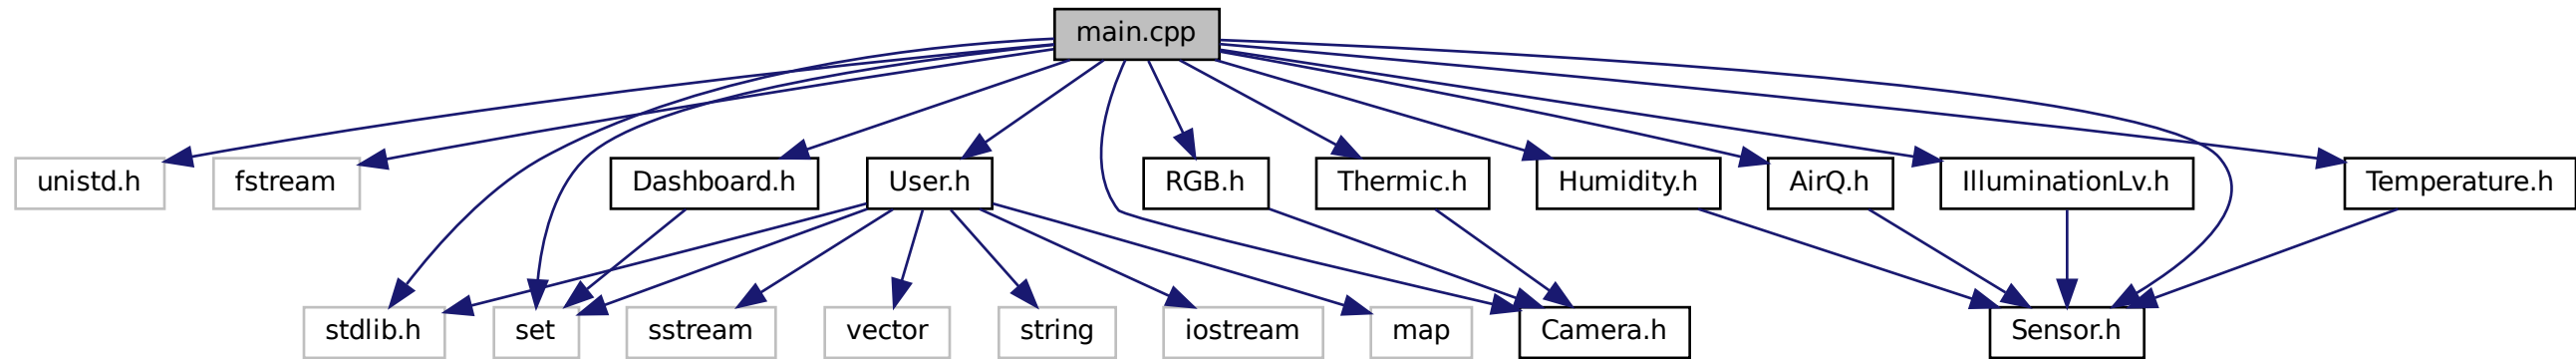 main.cpp
unistd.h
fstream
Dashboard.h
User.h
RGB.h
Thermic.h
Humidity.h
AirQ.h
IlluminationLv.h
Temperature.h
stdlib.h
set
sstream
vector
string
iostream
map
Camera.h
Sensor.h